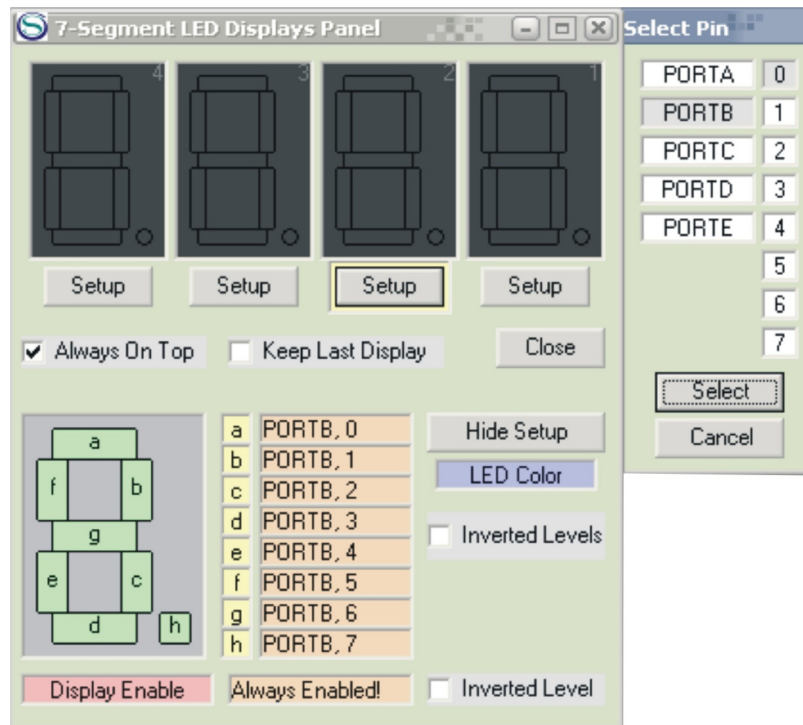 7-Segment LED Displays Panel
4 3 2 1
Setup Setup Setup Setup
Always On Top Keep Last Display Close
a
f b
g
e c
d h
a PORTB, 0
b PORTB, 1
c PORTB, 2
d PORTB, 3
e PORTB, 4
f PORTB, 5
g PORTB, 6
h PORTB, 7
Hide Setup
LED Color
Inverted Levels
Display Enable Always Enabled! Inverted Level
Select Pin
PORTA 0
PORTB 1
PORTC 2
PORTD 3
PORTE 4
5
6
7
Select
Cancel